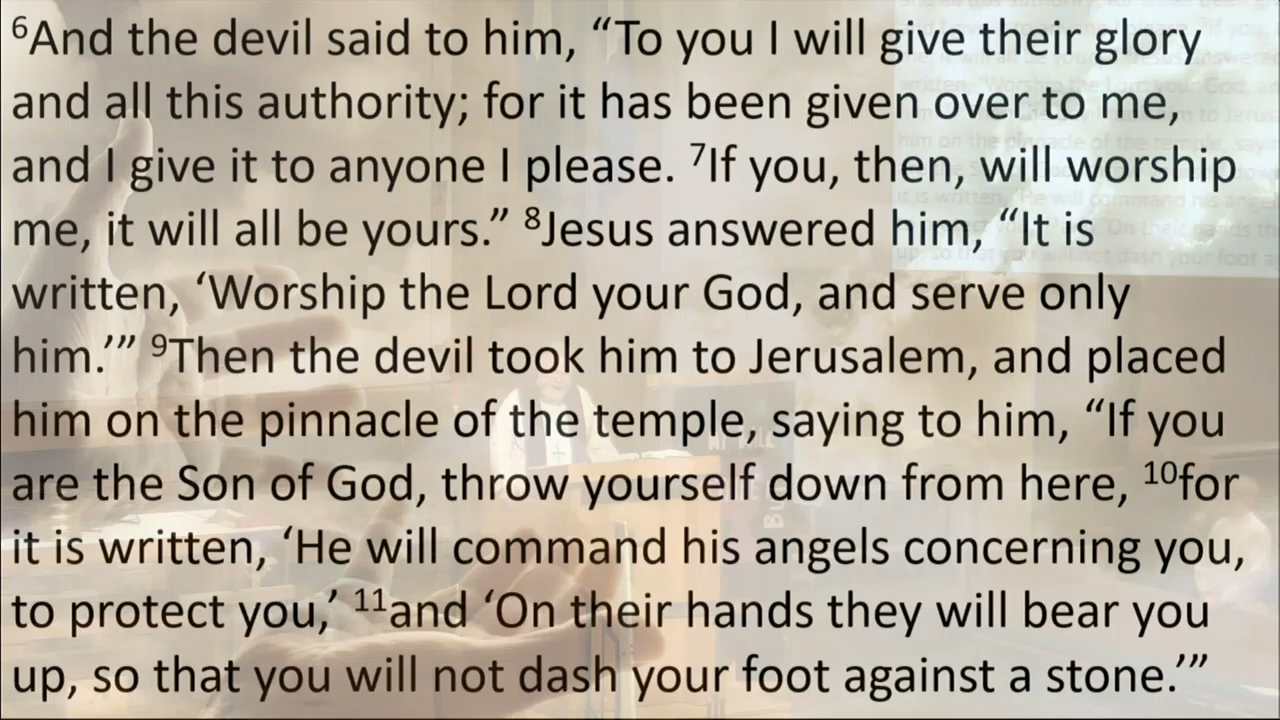 ⁶And the devil said to him, “To you I will give their glory
and all this authority; for it has been given over to me,
and I give it to anyone I please. ⁷If you, then, will worship
me, it will all be yours.” ⁸Jesus answered him, “It is
written, ‘Worship the Lord your God, and serve only
him.’” ⁹Then the devil took him to Jerusalem, and placed
him on the pinnacle of the temple, saying to him, “If you
are the Son of God, throw yourself down from here, ¹⁰for
it is written, ‘He will command his angels concerning you,
to protect you,’ ¹¹and ‘On their hands they will bear you
up, so that you will not dash your foot against a stone.’”